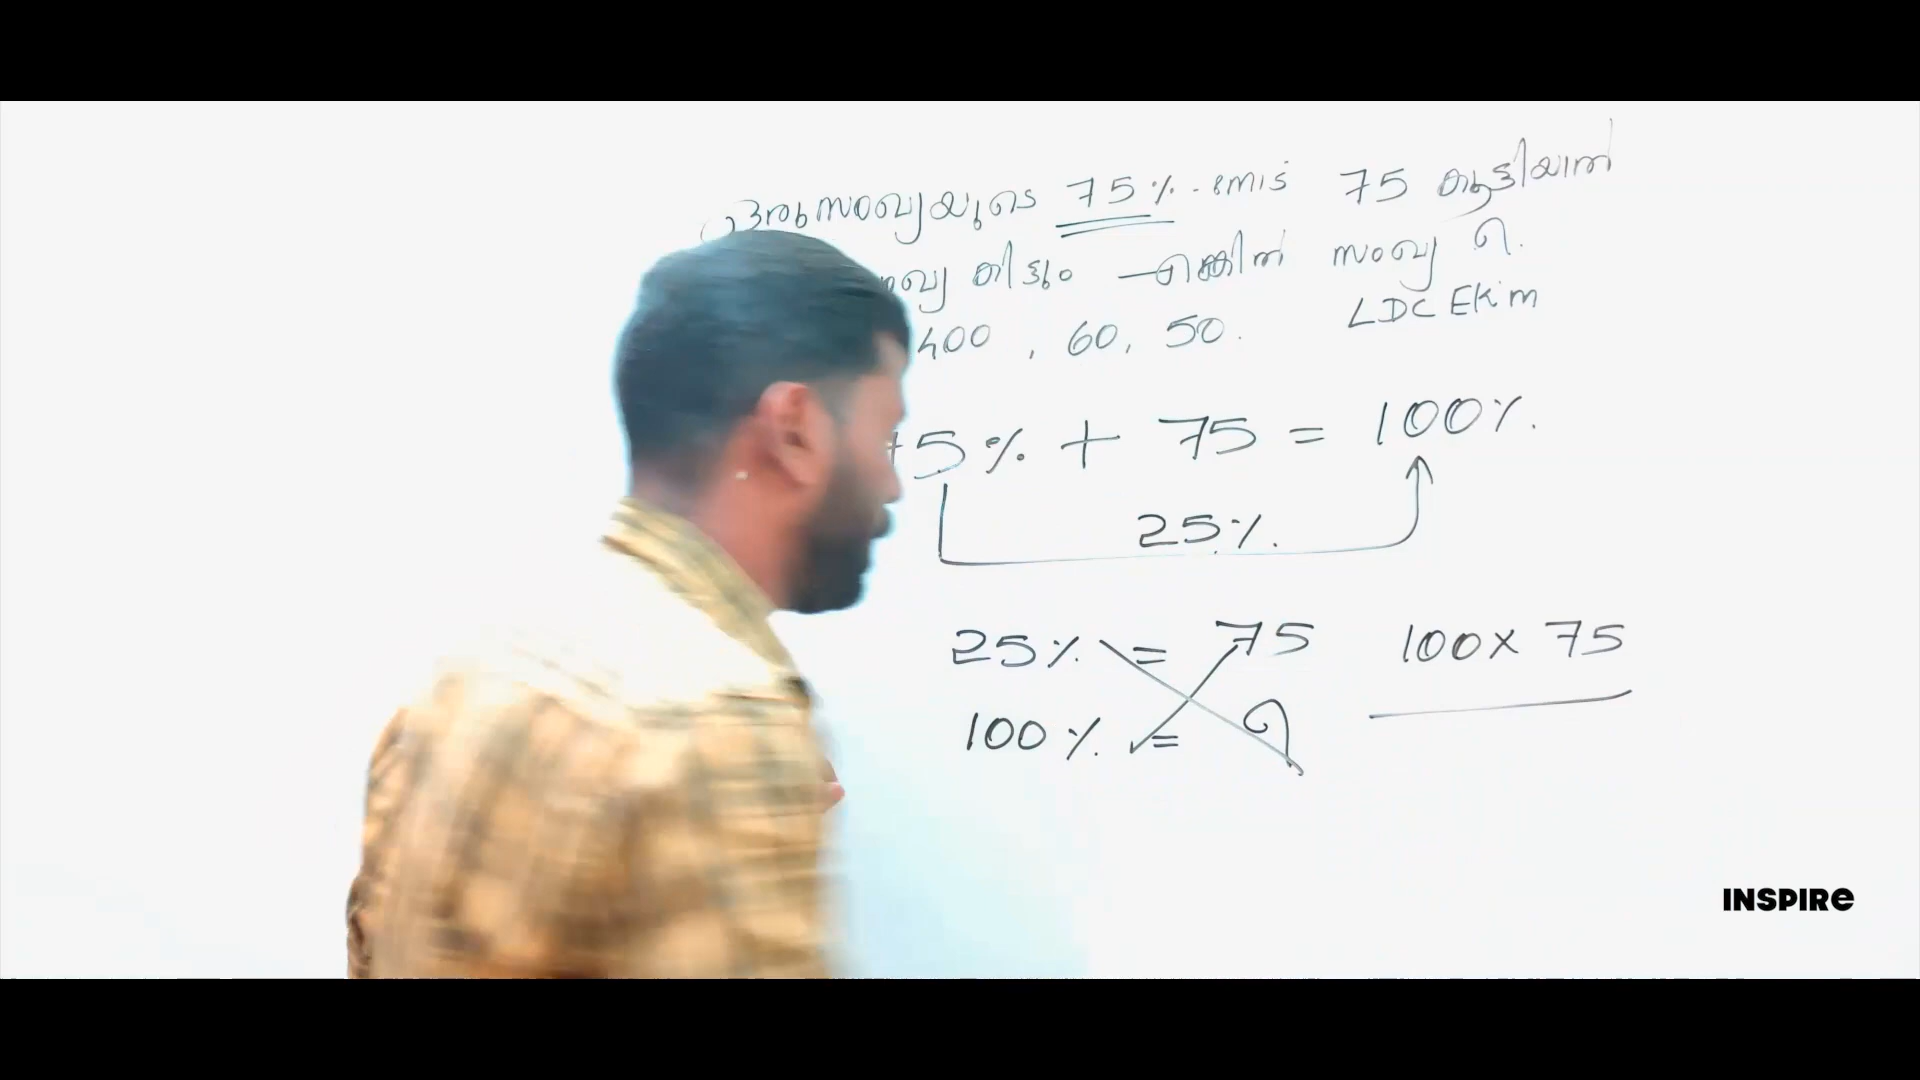 ഒരു സംഖ്യയുടെ 75% -നോട് 75 കൂട്ടിയാൽ
കിട്ടും എങ്കിൽ സംഖ്യ ?
400 , 60, 50. LDC EKm
5% + 75 = 100%.
25%.
25% = 75 100 x 75
100% = ?
INSPIRe